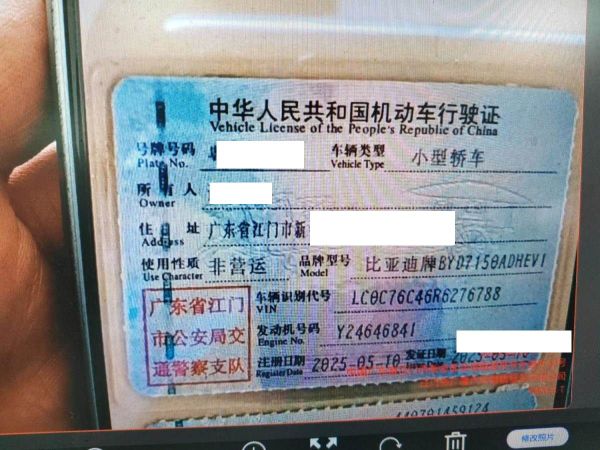 中华人民共和国机动车行驶证
Vehicle License of the People's Republic of China
号牌号码
Plate No.
车辆类型 小型轿车
Vehicle Type
所有人
Owner
住址 广东省江门市新
Address
使用性质 非营运
Use Character
品牌型号 比亚迪牌BYD7150ADHEV1
Model
广东省江门
市公安局交
通警察支队
车辆识别代号 LC0C76C46R6276788
VIN
发动机号码 Y24646841
Engine No.
注册日期 2025-05-10 发证日期 2025-05-10
Register Date
修改照片